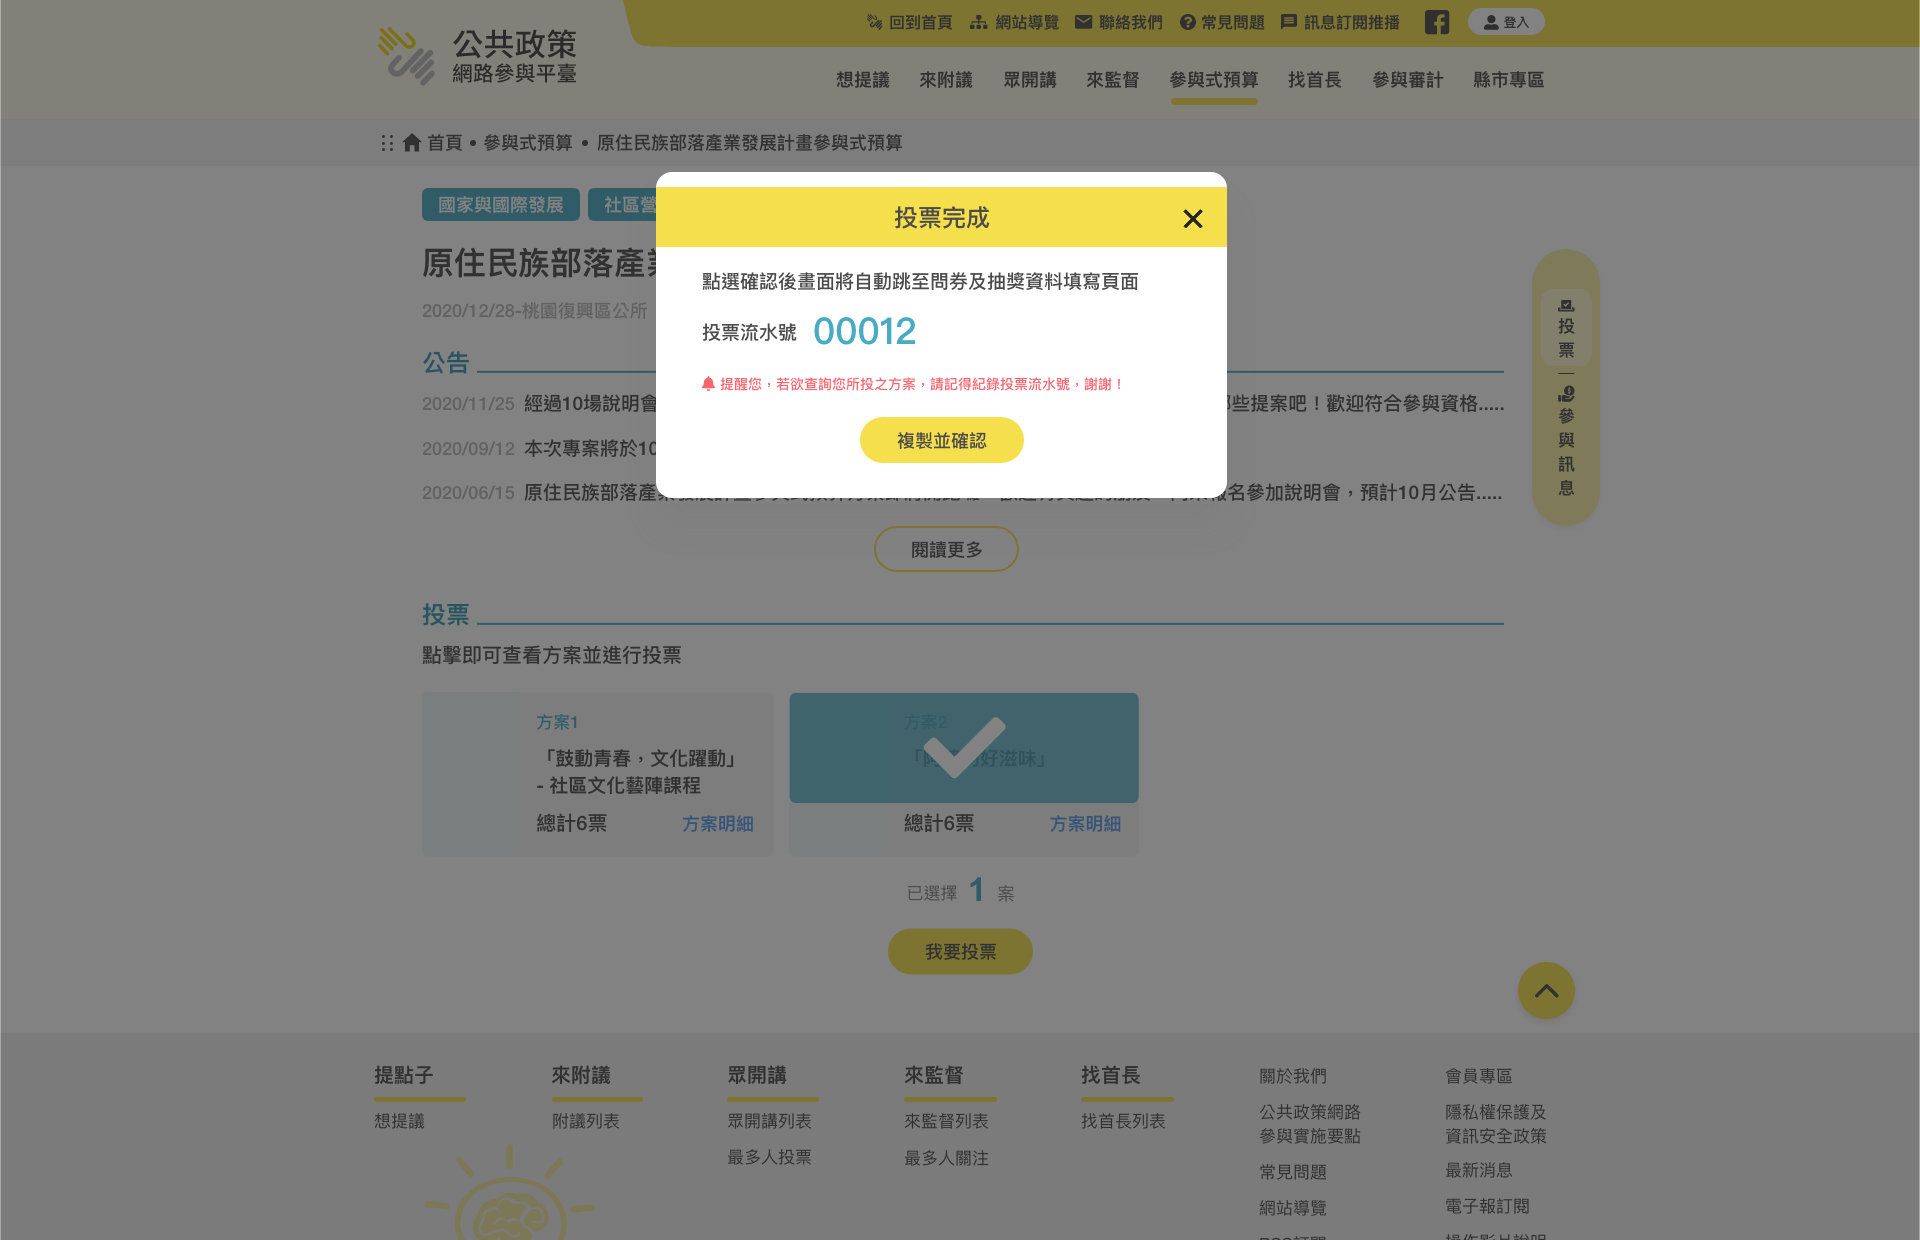 公共政策
網路參與平臺
回到首頁 網站導覽 聯絡我們 常見問題 訊息訂閱推播 登入
想提議 來附議 眾開講 來監督 參與式預算 找首長 參與審計 縣市專區
首頁 • 參與式預算 • 原住民族部落產業發展計畫參與式預算
國家與國際發展 社區營
原住民族部落產業
2020/12/28-桃園復興區公所
公告
2020/11/25 經過10場說明會 些提案吧！歡迎符合參與資格.....
2020/09/12 本次專案將於10
2020/06/15 原住民族部落產 名參加說明會，預計10月公告.....
閱讀更多
投票完成
點選確認後畫面將自動跳至問券及抽獎資料填寫頁面
投票流水號 00012
提醒您，若欲查詢您所投之方案，請記得紀錄投票流水號，謝謝！
複製並確認
投票
參與訊息
投票
點擊即可查看方案並進行投票
方案1
「鼓動青春，文化躍動」
- 社區文化藝陣課程
總計6票 方案明細
方案2
「阿 好滋味」
總計6票 方案明細
已選擇 1 案
我要投票
提點子
想提議
來附議
附議列表
眾開講
眾開講列表
最多人投票
來監督
來監督列表
最多人關注
找首長
找首長列表
關於我們
公共政策網路
參與實施要點
常見問題
網站導覽
RSS訂閱
會員專區
隱私權保護及
資訊安全政策
最新消息
電子報訂閱
操作影片說明